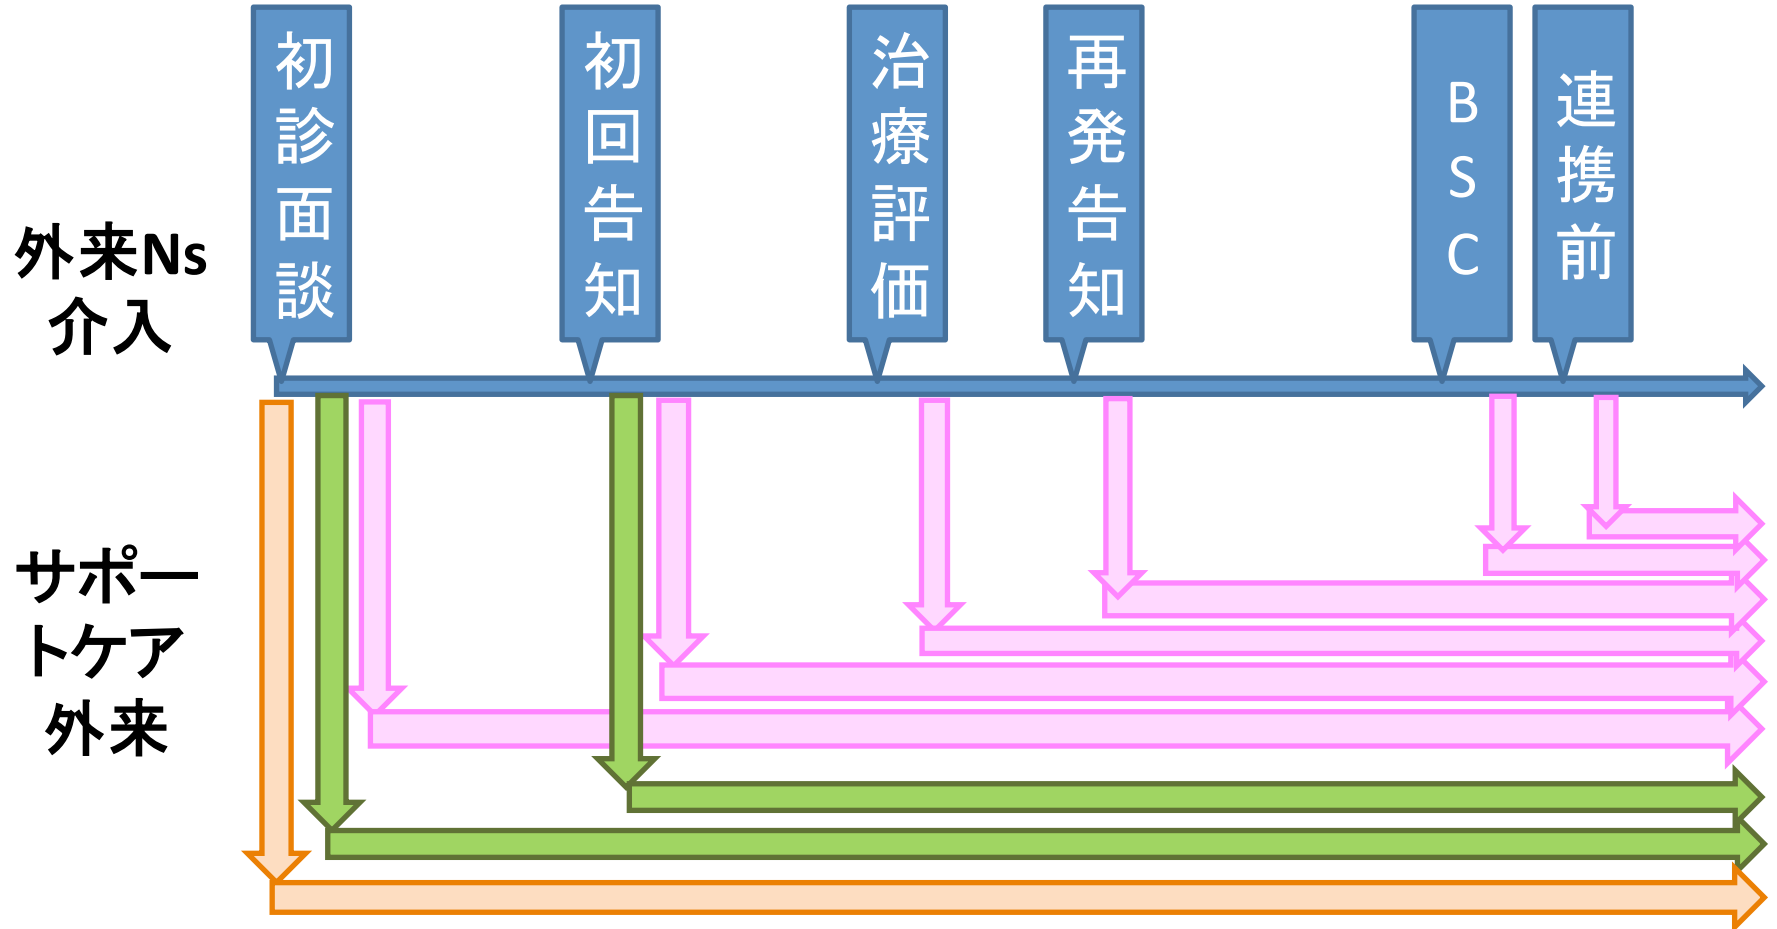 初診面談
初回告知
治療評価
再発告知
BSC
連携前
外来Ns
介入
サポー
トケア
外来